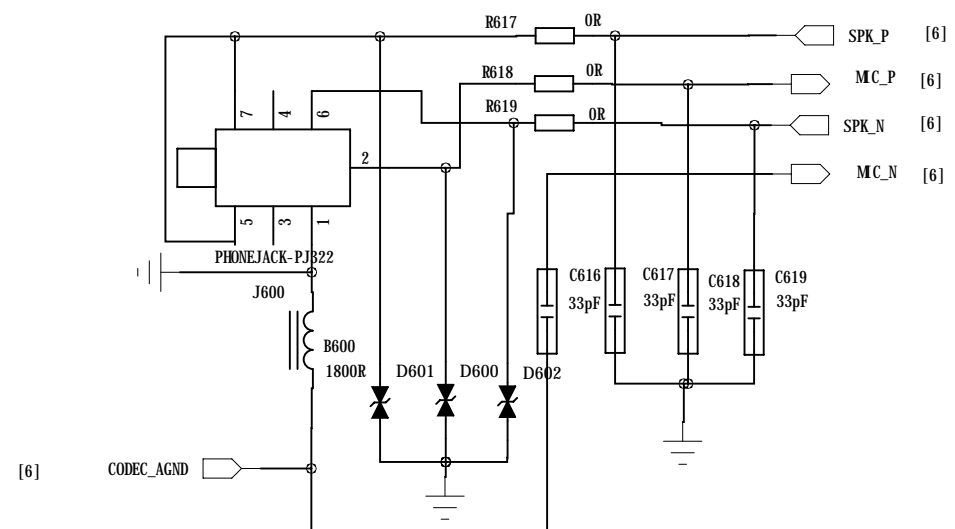 R617 0R SPK_P [6]
R618 0R MIC_P [6]
R619 0R SPK_N [6]
7 4 6
2 MIC_N [6]
5 3 1
PHONEJACK-PJ322
J600
C616 C617 C618 C619
33pF 33pF 33pF 33pF
B600
1800R D601 D600 D602
[6] CODEC_AGND